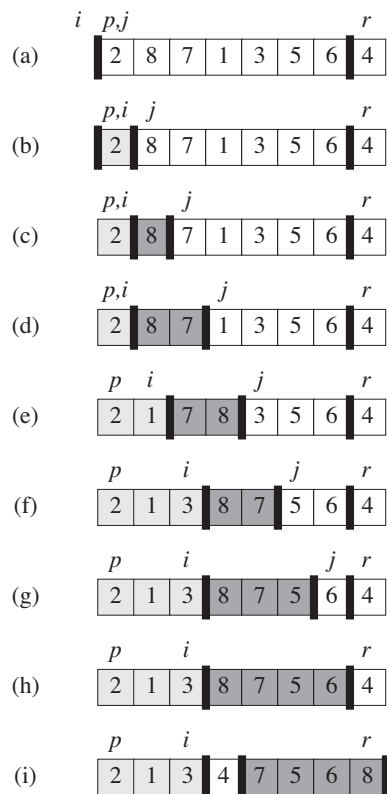 i p,j r
(a) 2 8 7 1 3 5 6 4
p,i j r
(b) 2 8 7 1 3 5 6 4
p,i j r
(c) 2 8 7 1 3 5 6 4
p,i j r
(d) 2 8 7 1 3 5 6 4
p i j r
(e) 2 1 7 8 3 5 6 4
p i j r
(f) 2 1 3 8 7 5 6 4
p i j r
(g) 2 1 3 8 7 5 6 4
p i r
(h) 2 1 3 8 7 5 6 4
p i r
(i) 2 1 3 4 7 5 6 8